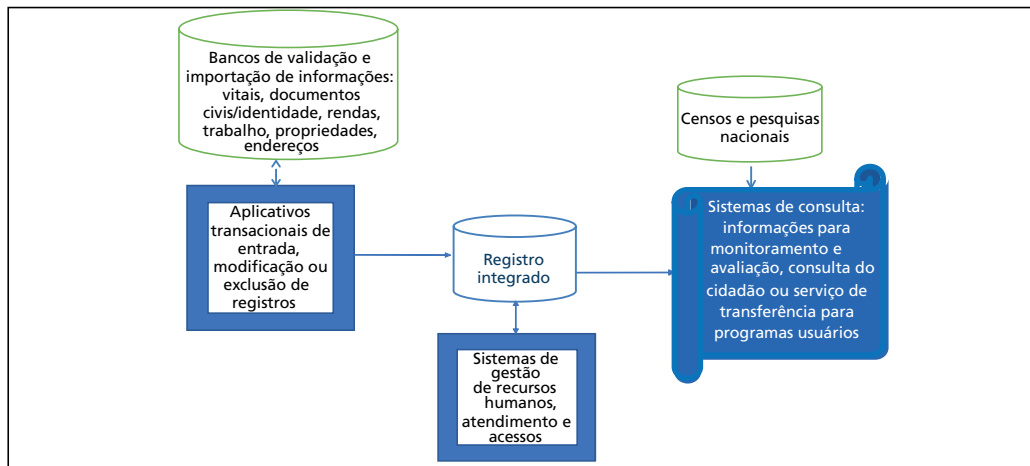 Bancos de validação e
importação de informações:
vitais, documentos
civis/identidade, rendas,
trabalho, propriedades,
endereços
Censos e pesquisas
nacionais
Aplicativos
transacionais de
entrada,
modificação ou
exclusão de
registros
Registro
integrado
Sistemas de consulta:
informações para
monitoramento e
avaliação, consulta do
cidadão ou serviço de
transferência para
programas usuários
Sistemas de
gestão
de recursos
humanos,
atendimento e
acessos